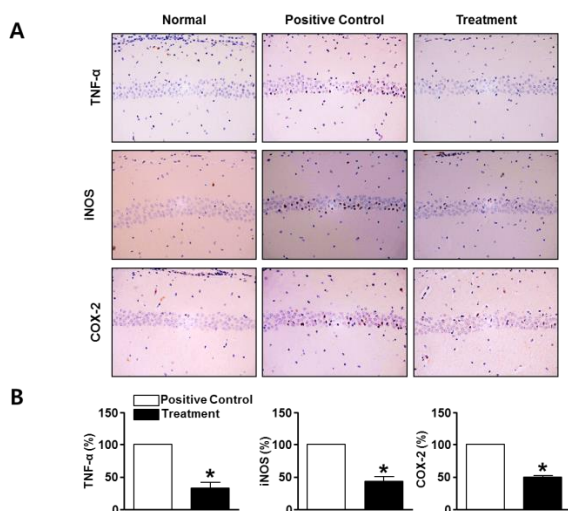 A
Normal Positive Control Treatment
TNF-α
iNOS
COX-2
B
Positive Control
Treatment
TNF-α (%)
150
100
50
0
*
iNOS (%)
150
100
50
0
*
COX-2 (%)
150
100
50
0
*